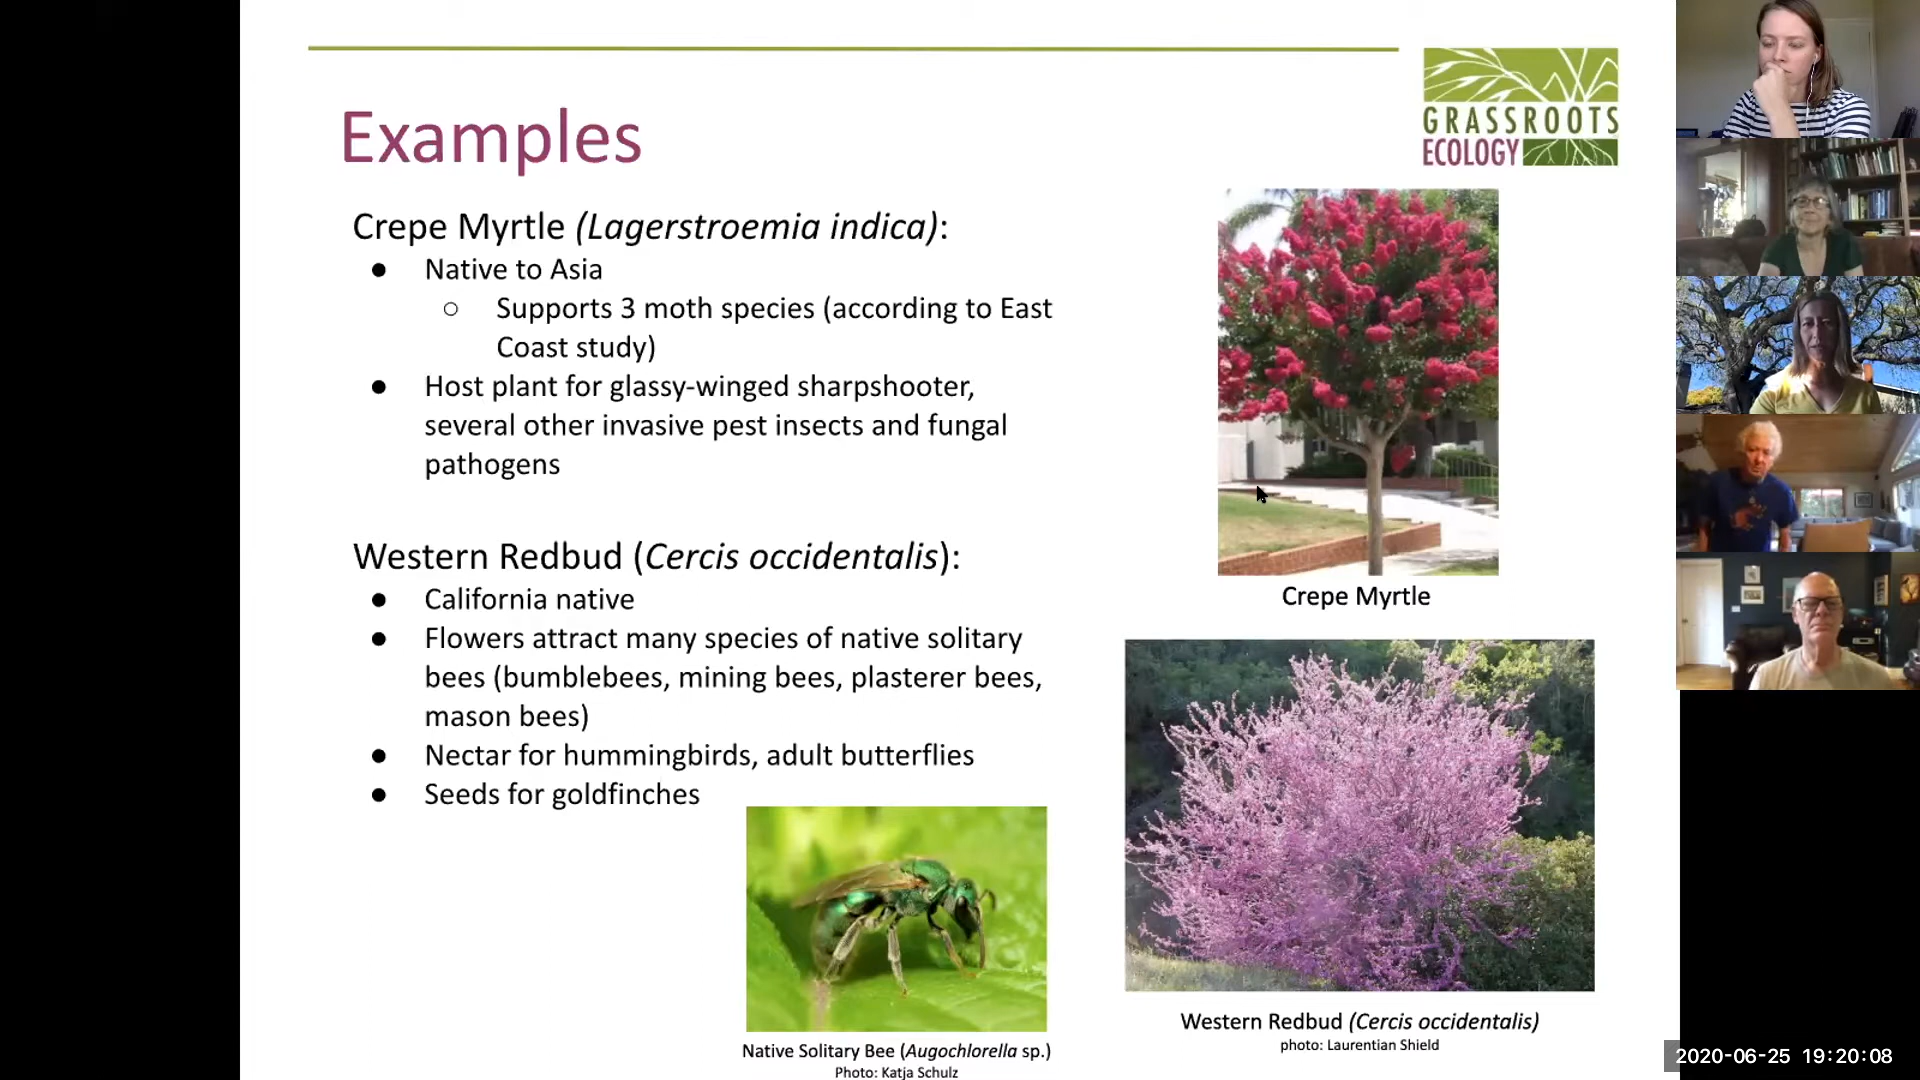 Examples
GRASSROOTS
ECOLOGY
Crepe Myrtle (Lagerstroemia indica):
● Native to Asia
○ Supports 3 moth species (according to East
Coast study)
● Host plant for glassy-winged sharpshooter,
several other invasive pest insects and fungal
pathogens
Crepe Myrtle
Western Redbud (Cercis occidentalis):
● California native
● Flowers attract many species of native solitary
bees (bumblebees, mining bees, plasterer bees,
mason bees)
● Nectar for hummingbirds, adult butterflies
● Seeds for goldfinches
Native Solitary Bee (Augochlorella sp.)
Photo: Katja Schulz
Western Redbud (Cercis occidentalis)
photo: Laurentian Shield
2020-06-25 19:20:08